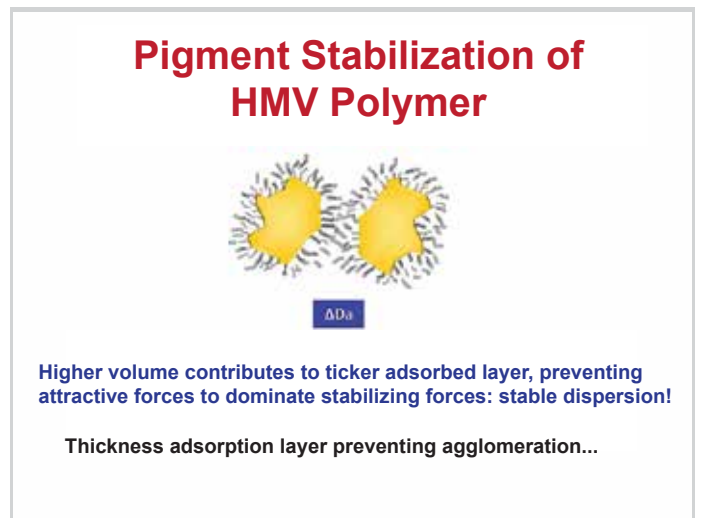 Pigment Stabilization of
HMV Polymer
ΔDa
Higher volume contributes to ticker adsorbed layer, preventing
attractive forces to dominate stabilizing forces: stable dispersion!
Thickness adsorption layer preventing agglomeration...